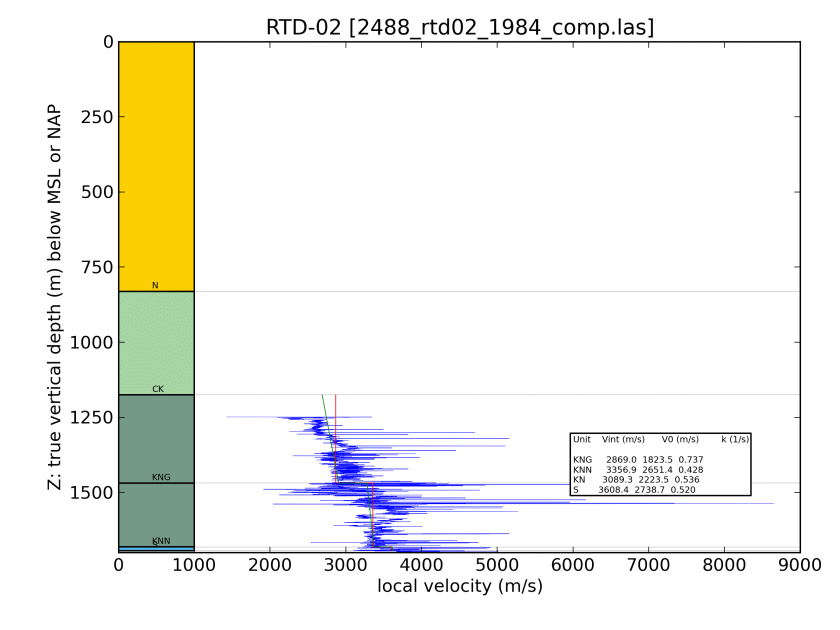 RTD-02 [2488_rtd02_1984_comp.las]
Z: true vertical depth (m) below MSL or NAP
0
250
500
750
1000
1250
1500
N
CK
KNG
KNN
S
Unit Vint (m/s) V0 (m/s) k (1/s)
KNG 2869.0 1823.5 0.737
KNN 3356.9 2651.4 0.428
KN 3089.3 2223.5 0.536
S 3608.4 2738.7 0.520
0 1000 2000 3000 4000 5000 6000 7000 8000 9000
local velocity (m/s)